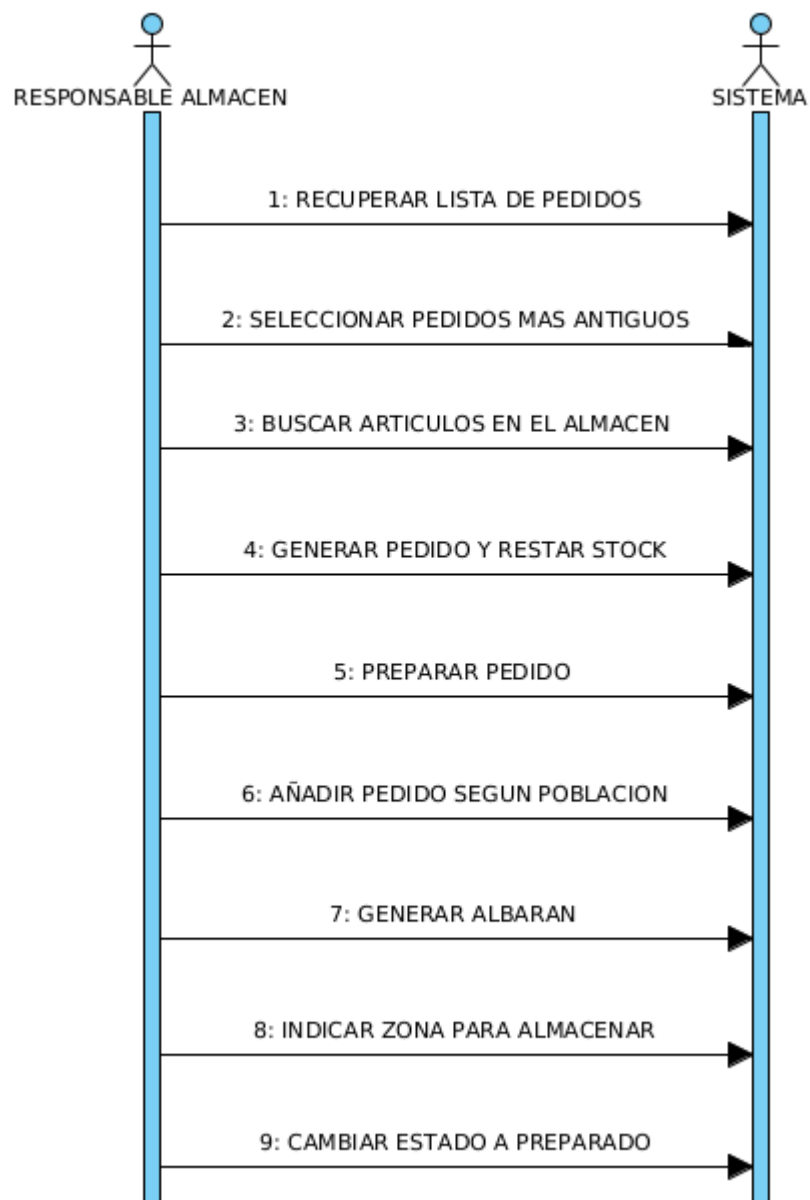 RESPONSABLE ALMACEN
SISTEMA
1: RECUPERAR LISTA DE PEDIDOS
2: SELECCIONAR PEDIDOS MAS ANTIGUOS
3: BUSCAR ARTICULOS EN EL ALMACEN
4: GENERAR PEDIDO Y RESTAR STOCK
5: PREPARAR PEDIDO
6: AÑADIR PEDIDO SEGUN POBLACION
7: GENERAR ALBARAN
8: INDICAR ZONA PARA ALMACENAR
9: CAMBIAR ESTADO A PREPARADO